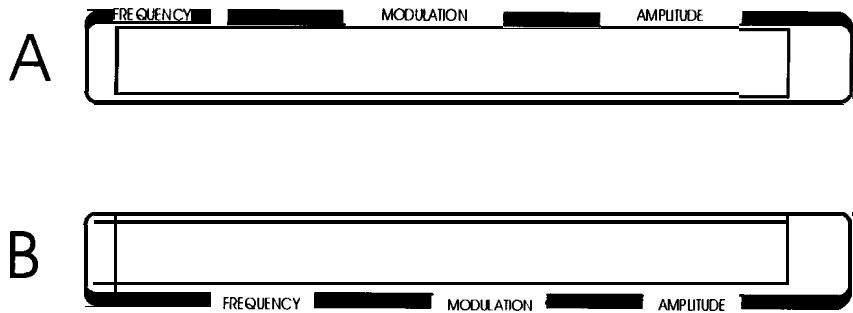 FREQUENCY MODULATION AMPLITUDE
A
B
FREQUENCY MODULATION AMPLITUDE